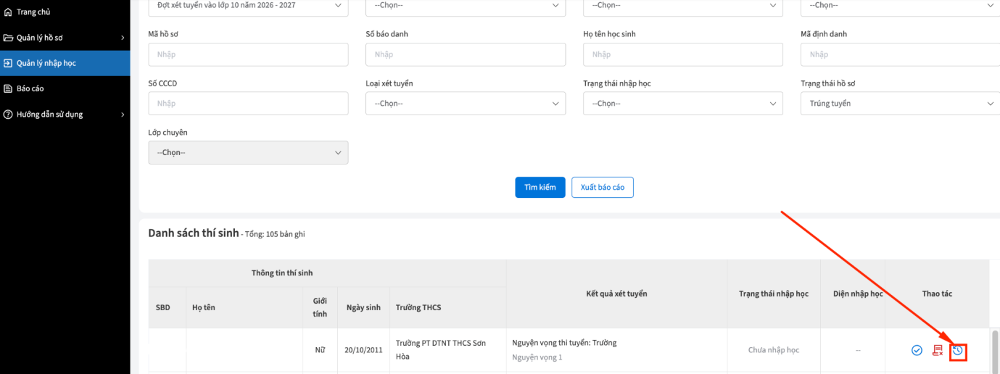 Trang chủ
Quản lý hồ sơ
Quản lý nhập học
Báo cáo
Hướng dẫn sử dụng
Đợt xét tuyển vào lớp 10 năm 2026 - 2027
--Chọn--
--Chọn--
--Chọn--
Mã hồ sơ
Số báo danh
Họ tên học sinh
Mã định danh
Nhập
Nhập
Nhập
Nhập
Số CCCD
Loại xét tuyển
Trạng thái nhập học
Trạng thái hồ sơ
Nhập
--Chọn--
--Chọn--
Trúng tuyển
Lớp chuyên
--Chọn--
Tìm kiếm
Xuất báo cáo
Danh sách thí sinh - Tổng: 105 bản ghi
Thông tin thí sinh
Kết quả xét tuyển
Trạng thái nhập học
Diện nhập học
Thao tác
SBD
Họ tên
Giới tính
Ngày sinh
Trường THCS
Nữ
20/10/2011
Trường PT DTNT THCS Sơn
Hòa
Nguyện vọng thi tuyển: Trường
Nguyện vọng 1
Chưa nhập học
--